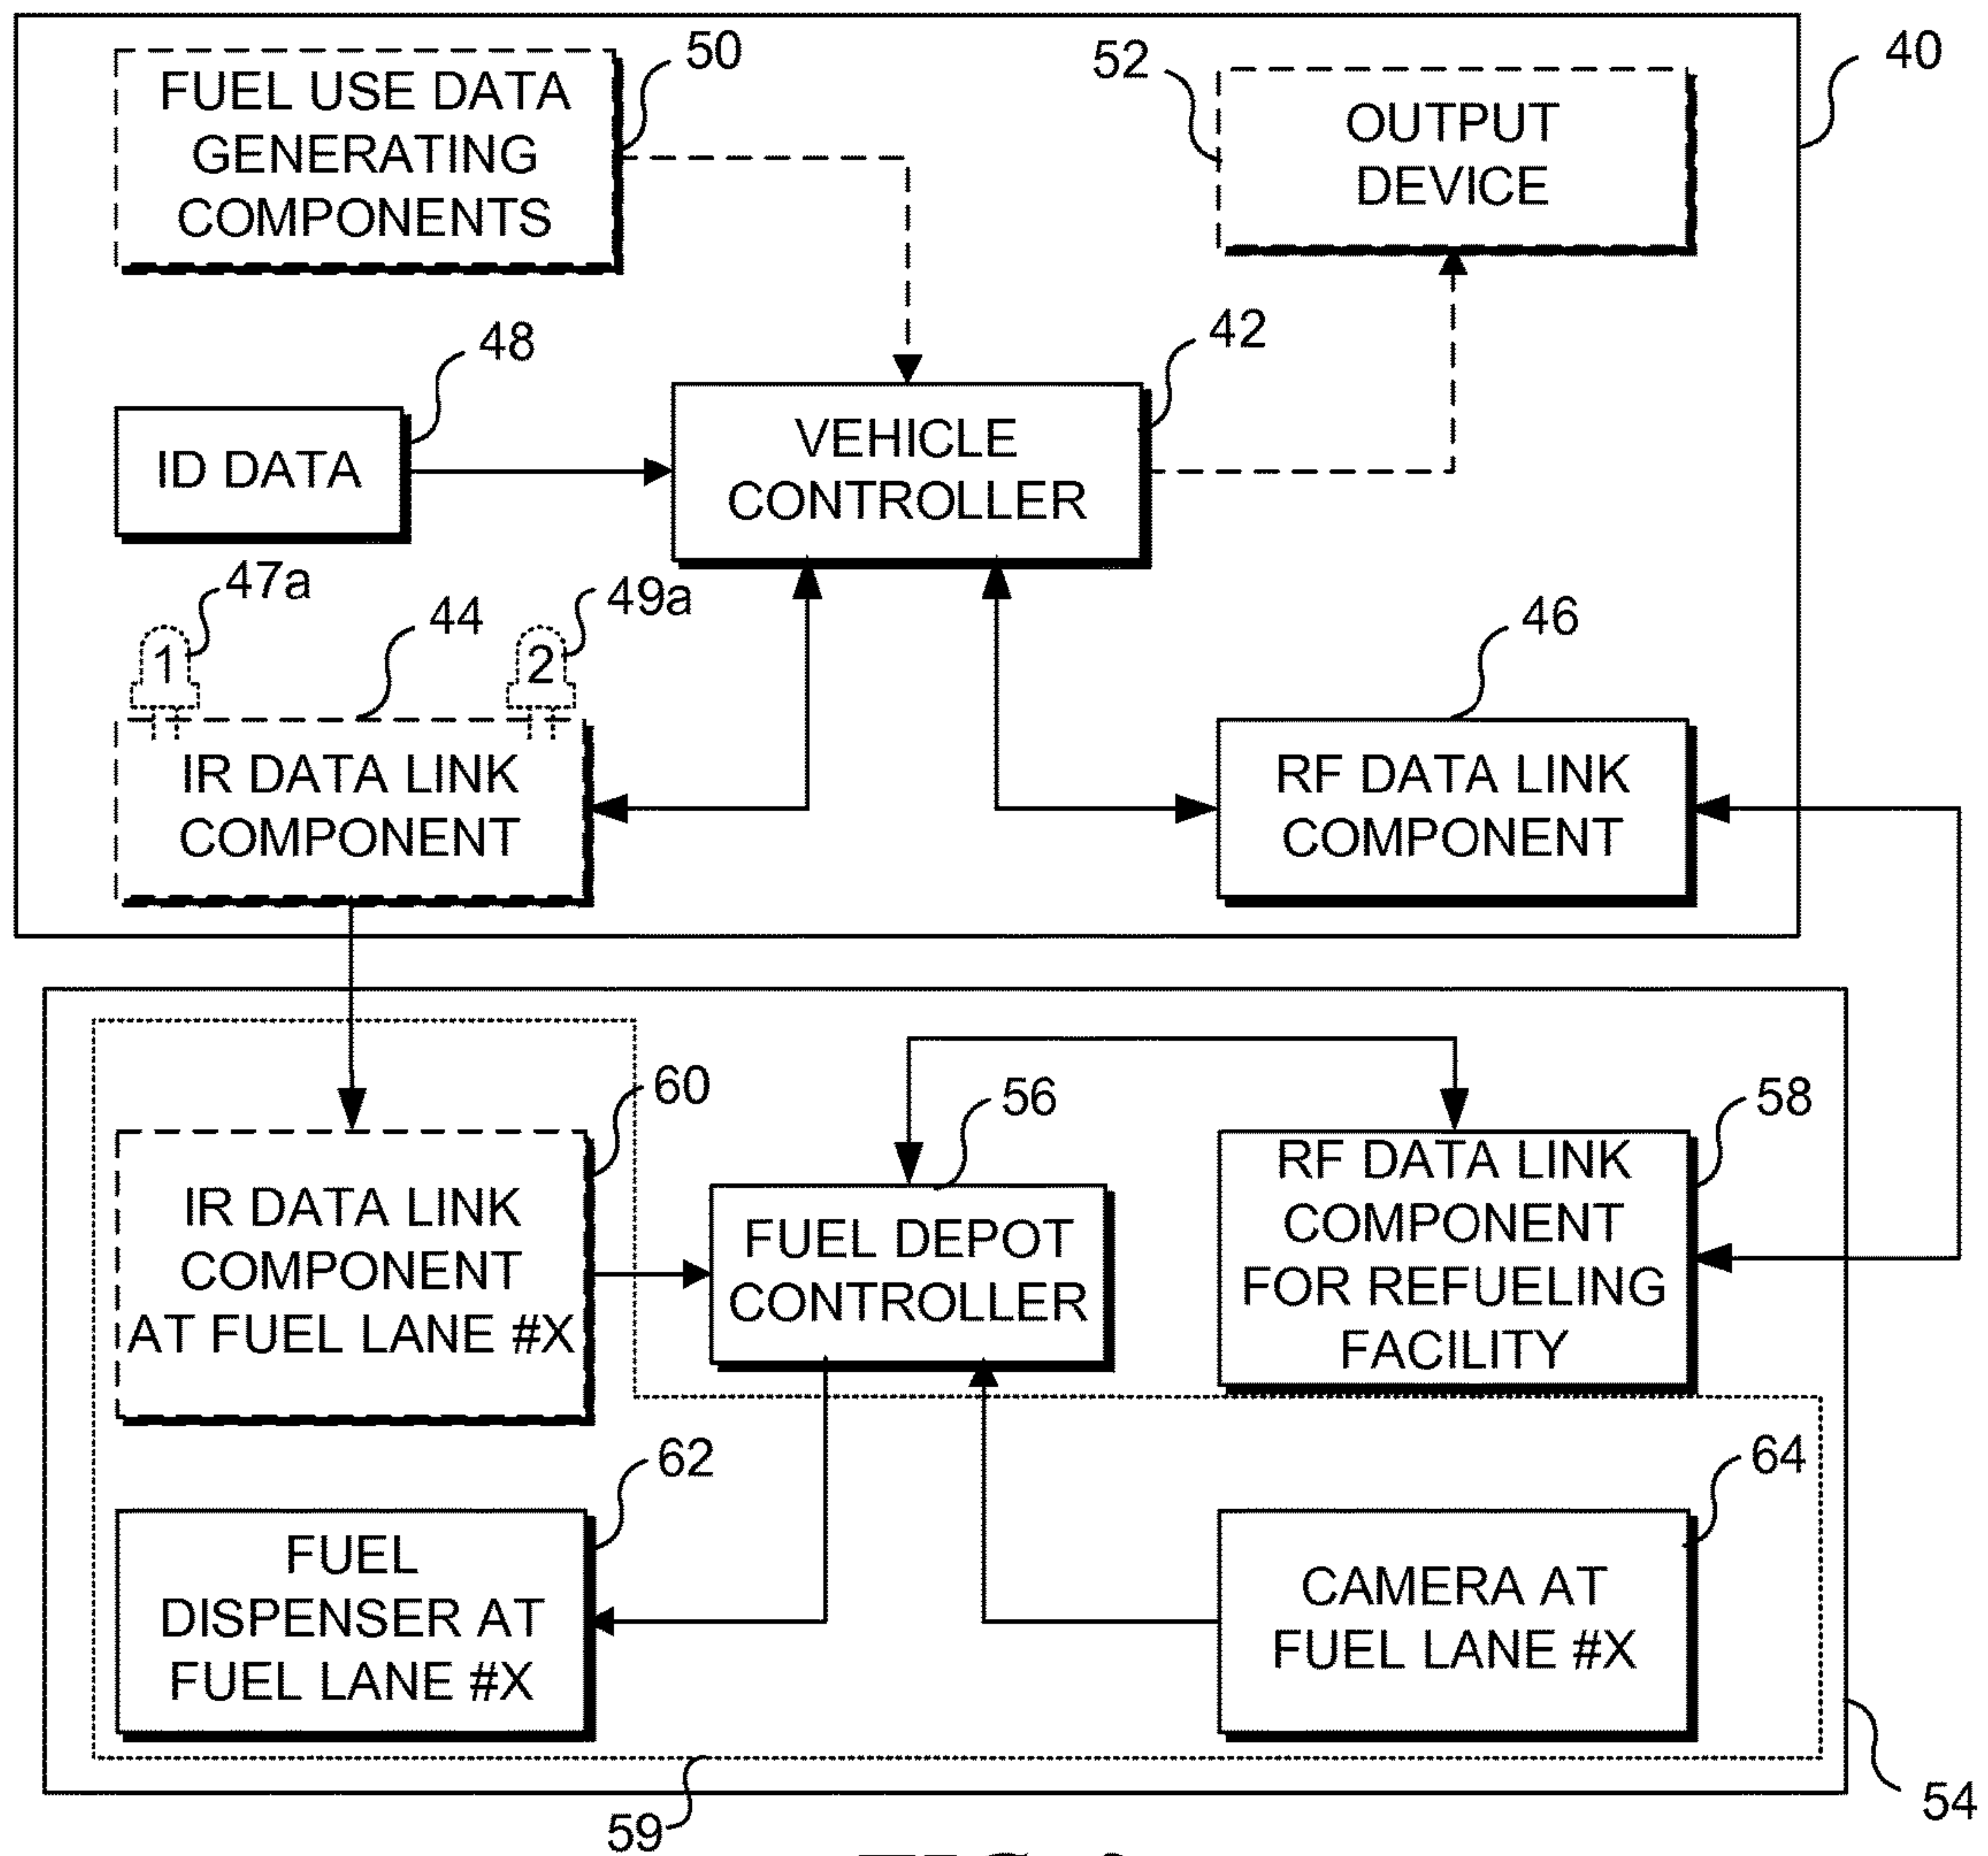 FUEL USE DATA
GENERATING
COMPONENTS
50
52
OUTPUT
DEVICE
40
48
ID DATA
42
VEHICLE
CONTROLLER
47a
1
44
49a
2
IR DATA LINK
COMPONENT
46
RF DATA LINK
COMPONENT
60
IR DATA LINK
COMPONENT
AT FUEL LANE #X
56
FUEL DEPOT
CONTROLLER
58
RF DATA LINK
COMPONENT
FOR REFUELING
FACILITY
62
FUEL
DISPENSER AT
FUEL LANE #X
64
CAMERA AT
FUEL LANE #X
59
54